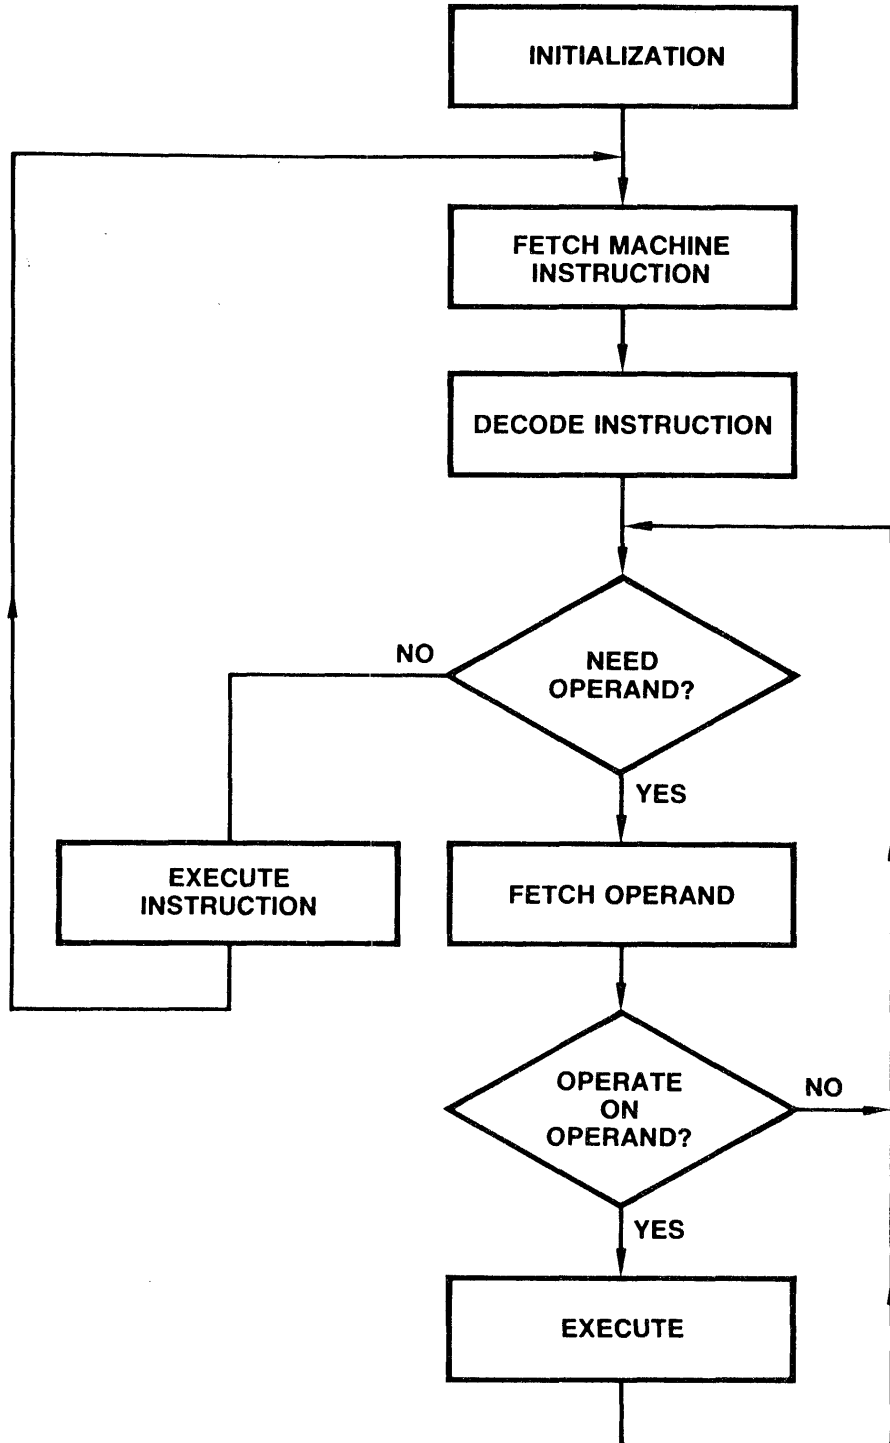 INITIALIZATION
FETCH MACHINE
INSTRUCTION
DECODE INSTRUCTION
NO
NEED
OPERAND?
YES
EXECUTE
INSTRUCTION
FETCH OPERAND
OPERATE
ON
OPERAND?
NO
YES
EXECUTE